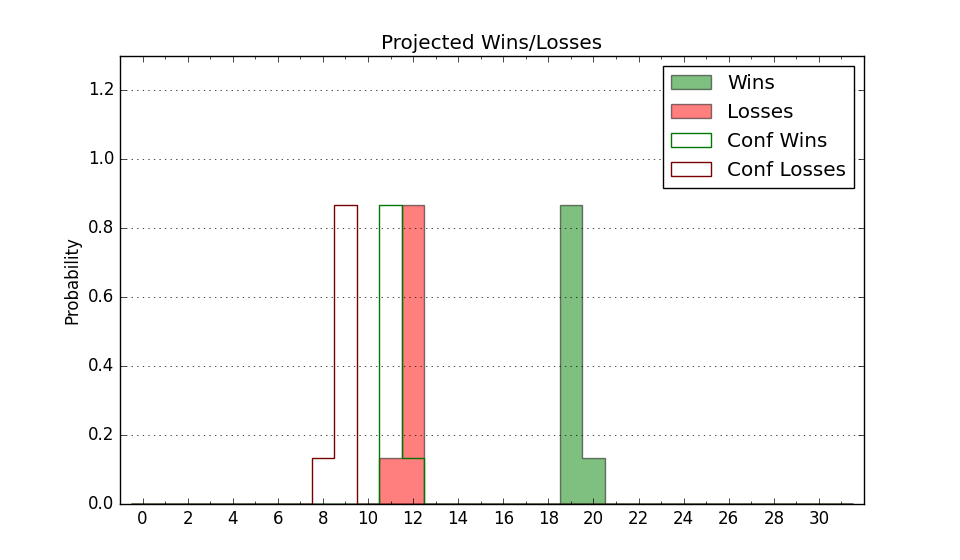 Projected Wins/Losses
Wins
Losses
Conf Wins
Conf Losses
Probability
1.2
1.0
0.8
0.6
0.4
0.2
0.0
0 2 4 6 8 10 12 14 16 18 20 22 24 26 28 30